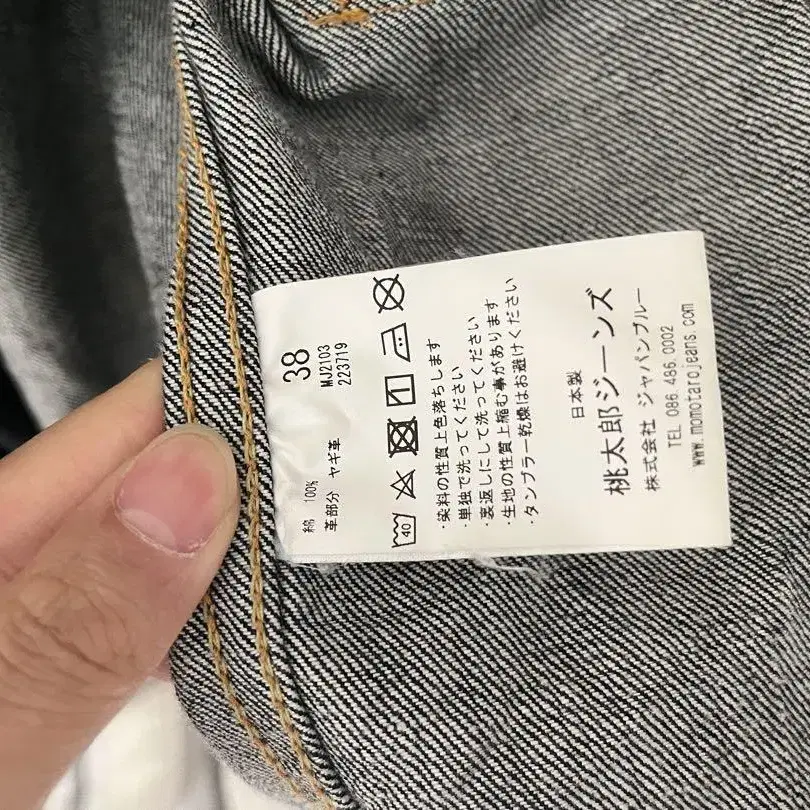 38
MJ2103
223719
綿 100%
革部分 ヤギ革
40
・染料の性質上色落ちします
・単独で洗ってください
・裏返しにして洗ってください
・生地の性質上縮む事があります
・タンブラー乾燥はお避けください
日本製
桃太郎ジーンズ
株式会社 ジャパンブルー
TEL 086.486.0002
www.momotarojeans.com